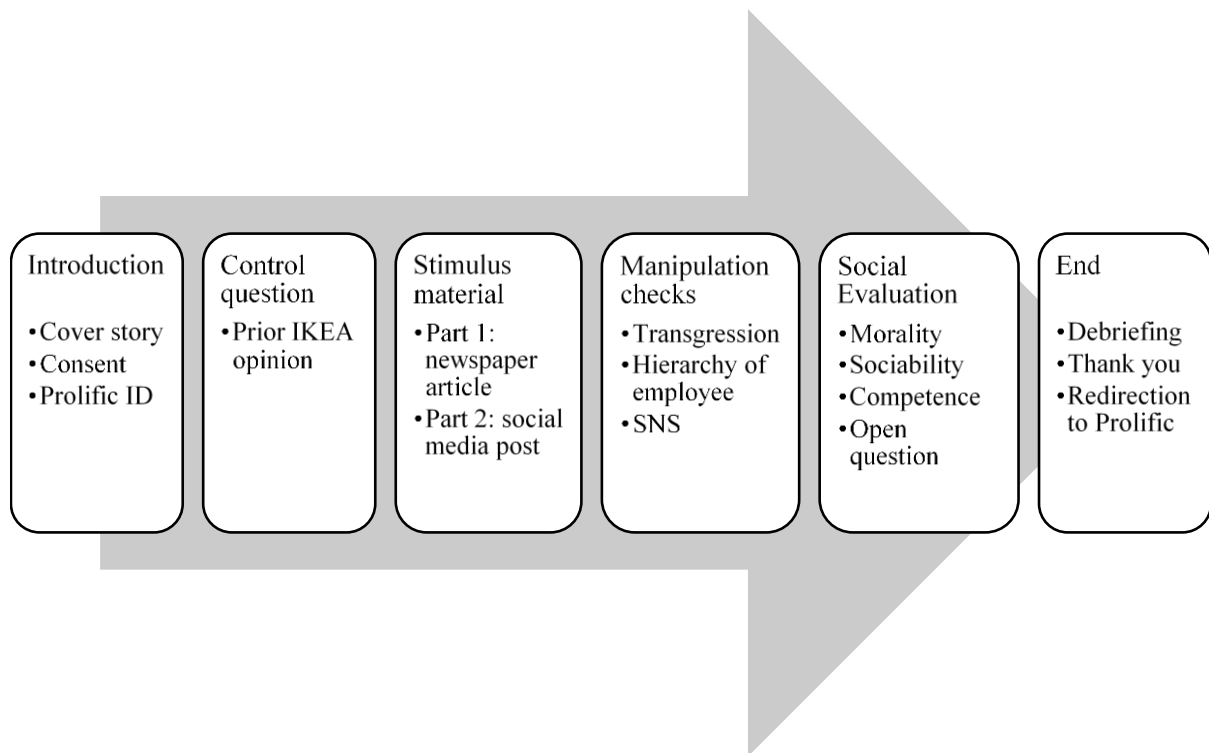 Introduction
• Cover story
• Consent
• Prolific ID
Control
question
• Prior IKEA
opinion
Stimulus
material
• Part 1:
newspaper
article
• Part 2: social
media post
Manipulation
checks
• Transgression
• Hierarchy of
employee
• SNS
Social
Evaluation
• Morality
• Sociability
• Competence
• Open
question
End
• Debriefing
• Thank you
• Redirection
to Prolific